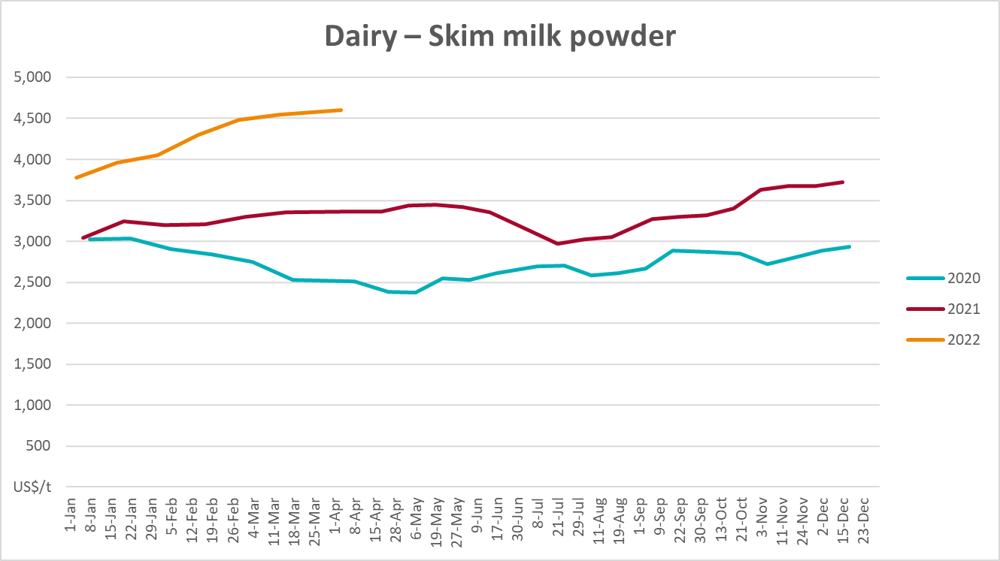 Dairy – Skim milk powder
5,000
4,500
4,000
3,500
3,000
2,500
2,000
1,500
1,000
500
US$/t
1-Jan
8-Jan
15-Jan
22-Jan
29-Jan
5-Feb
12-Feb
19-Feb
26-Feb
4-Mar
11-Mar
18-Mar
25-Mar
1-Apr
8-Apr
15-Apr
28-Apr
6-May
19-May
27-May
9-Jun
17-Jun
30-Jun
8-Jul
21-Jul
29-Jul
11-Aug
19-Aug
1-Sep
9-Sep
22-Sep
30-Sep
13-Oct
21-Oct
3-Nov
11-Nov
24-Nov
2-Dec
15-Dec
23-Dec
2020
2021
2022